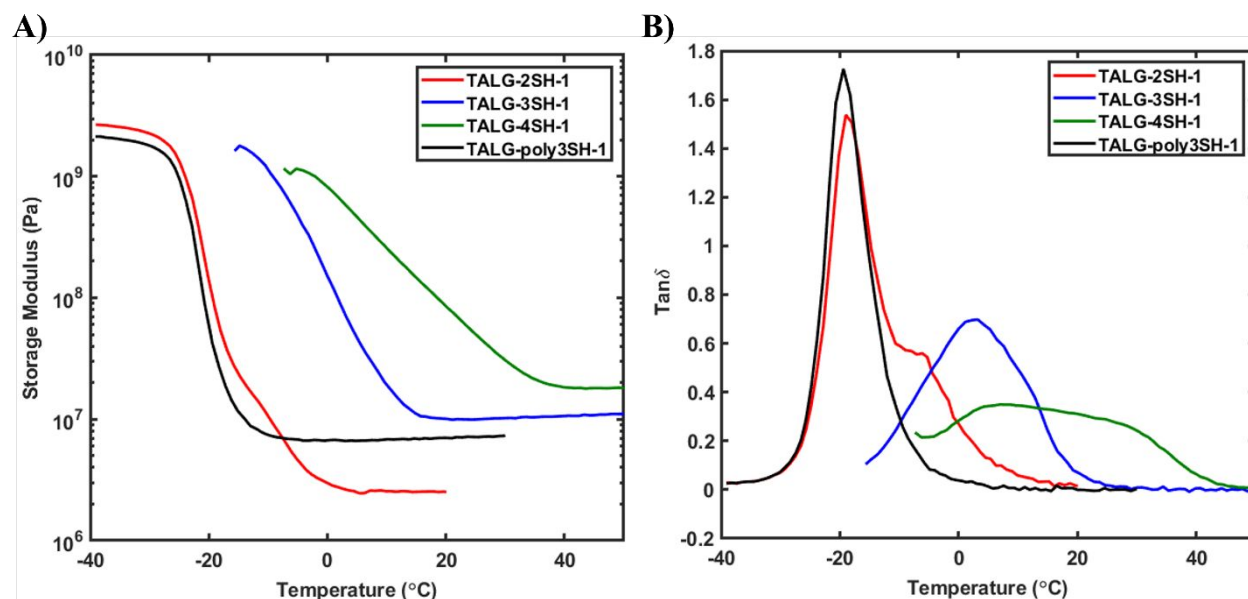 A)
10^10
10^9
10^8
10^7
10^6
Storage Modulus (Pa)
TALG-2SH-1
TALG-3SH-1
TALG-4SH-1
TALG-poly3SH-1
-40 -20 0 20 40
Temperature (°C)
B)
1.8
1.6
1.4
1.2
1
0.8
0.6
0.4
0.2
0
-0.2
Tanδ
TALG-2SH-1
TALG-3SH-1
TALG-4SH-1
TALG-poly3SH-1
-40 -20 0 20 40
Temperature (°C)